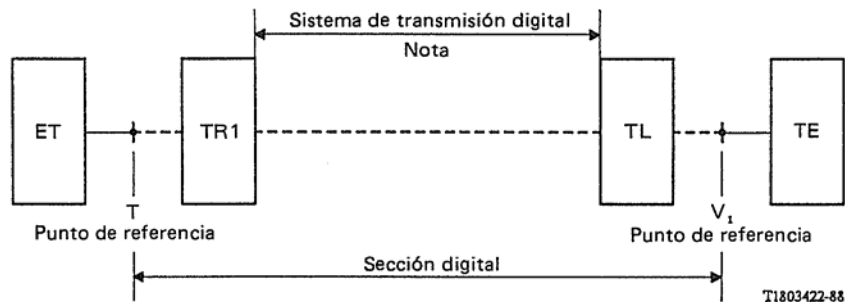 Sistema de transmisión digital
Nota
ET
TR1
TL
TE
T
Punto de referencia
V₁
Punto de referencia
Sección digital
T1803422-88